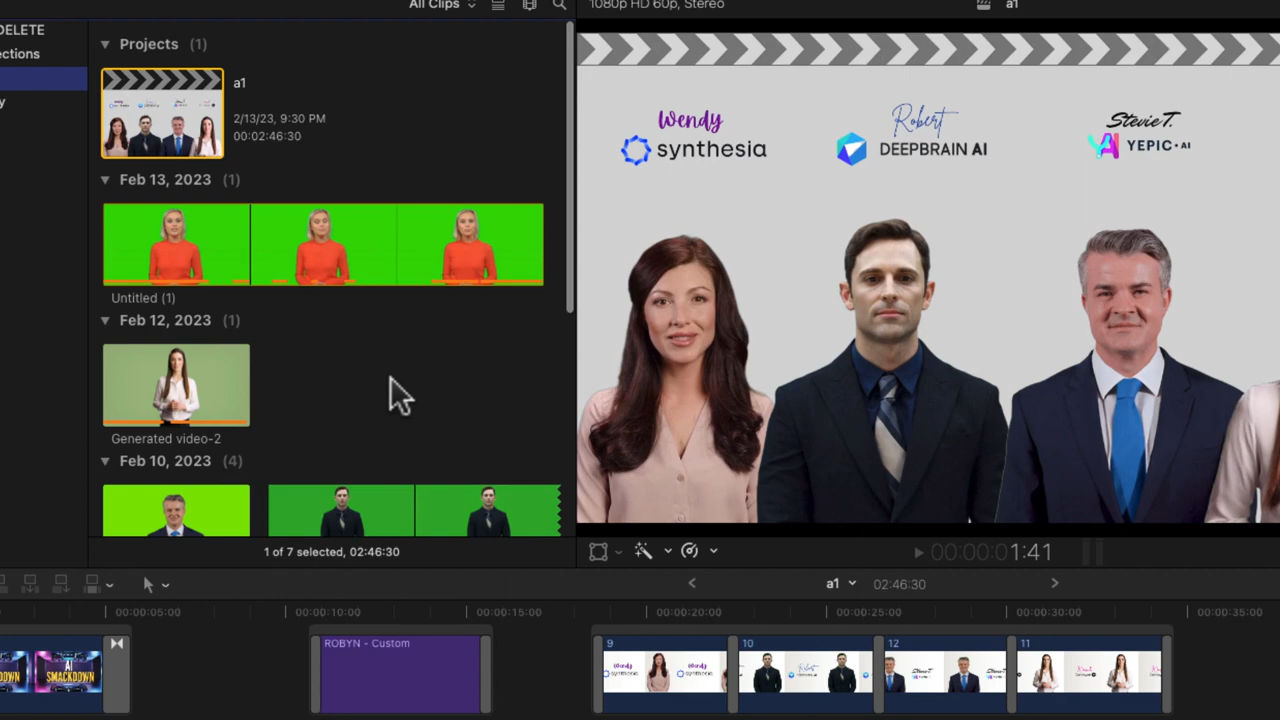 All Clips
1080p HD 60p, Stereo
a1
DELETE
ections
y
Projects (1)
a1
2/13/23, 9:30 PM
00:02:46:30
Feb 13, 2023 (1)
Untitled (1)
Feb 12, 2023 (1)
Generated video-2
Feb 10, 2023 (4)
1 of 7 selected, 02:46:30
Wendy
synthesia
Robert
DEEPBRAIN AI
Stevie T.
YEPIC·AI
00:00:01:41
a1
02:46:30
00:00:05:00
00:00:10:00
00:00:15:00
00:00:20:00
00:00:25:00
00:00:30:00
00:00:35:00
AI
SMACKDOWN
ROBYN - Custom
9
10
12
11
Wendy
synthesia